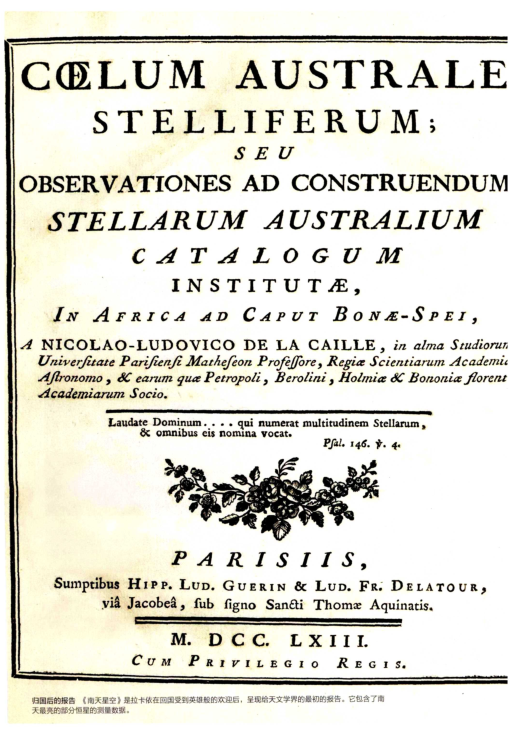 CŒLUM AUSTRALE
STELLIFERUM;
SEU
OBSERVATIONES AD CONSTRUENDUM
STELLARUM AUSTRALIUM
CATALOGUM
INSTITUTÆ,
IN AFRICA AD CAPUT BONÆ-SPEI,
A NICOLAO-LUDOVICO DE LA CAILLE, in alma Studiorum
Universitate Parisiensi Matheseon Professore, Regiæ Scientiarum Academiæ
Astronomo, & earum quæ Petropoli, Berolini, Holmiæ & Bononiæ florent
Academiarum Socio.
Laudate Dominum.... qui numerat multitudinem Stellarum,
& omnibus eis nomina vocat.
Psal. 146. ℣. 4.
PARISIIS,
Sumptibus HIPP. LUD. GUERIN & LUD. FR. DELATOUR,
viâ Jacobeâ, sub signo Sancti Thomæ Aquinatis.
M. DCC. LXIII.
CUM PRIVILEGIO REGIS.
归国后的报告 《南天星空》是拉卡依在回国受到英雄般的欢迎后，呈现给天文学界的最初的报告。它包含了南
天最亮的部分恒星的测量数据。